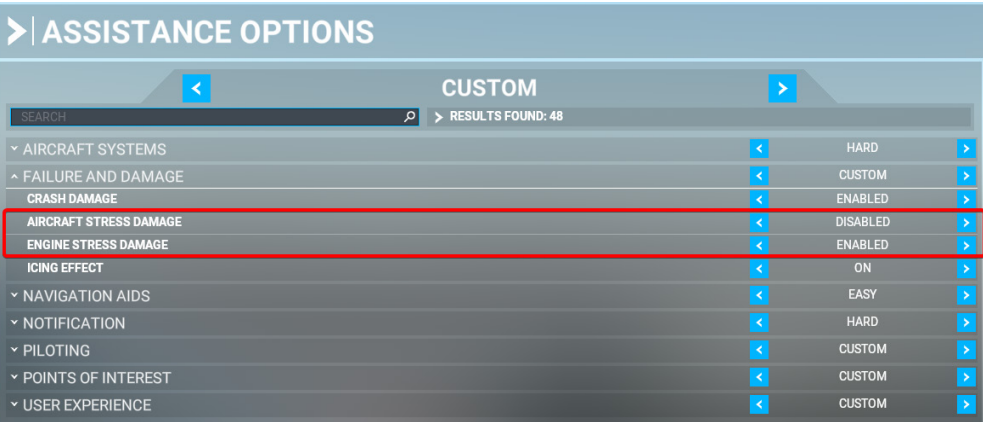 ASSISTANCE OPTIONS
CUSTOM
SEARCH
RESULTS FOUND: 48
AIRCRAFT SYSTEMS HARD
FAILURE AND DAMAGE CUSTOM
CRASH DAMAGE ENABLED
AIRCRAFT STRESS DAMAGE DISABLED
ENGINE STRESS DAMAGE ENABLED
ICING EFFECT ON
NAVIGATION AIDS EASY
NOTIFICATION HARD
PILOTING CUSTOM
POINTS OF INTEREST CUSTOM
USER EXPERIENCE CUSTOM